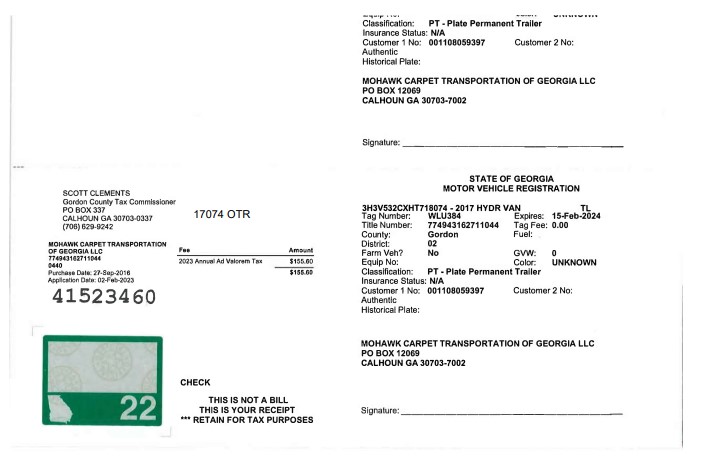 Classification: PT - Plate Permanent Trailer
Insurance Status: N/A
Customer 1 No: 001108059397 Customer 2 No:
Authentic
Historical Plate:
MOHAWK CARPET TRANSPORTATION OF GEORGIA LLC
PO BOX 12069
CALHOUN GA 30703-7002
Signature:
SCOTT CLEMENTS
Gordon County Tax Commissioner
PO BOX 337
CALHOUN GA 30703-0337
(706) 629-9242
17074 OTR
MOHAWK CARPET TRANSPORTATION
OF GEORGIA LLC
774943162711044
0440
Purchase Date: 27-Sep-2016
Application Date: 02-Feb-2023
Fee Amount
2023 Annual Ad Valorem Tax $155.60
$155.60
41523460
22
CHECK
THIS IS NOT A BILL
THIS IS YOUR RECEIPT
*** RETAIN FOR TAX PURPOSES
STATE OF GEORGIA
MOTOR VEHICLE REGISTRATION
3H3V532CXHT718074 - 2017 HYDR VAN TL
Tag Number: WLU384 Expires: 15-Feb-2024
Title Number: 774943162711044 Tag Fee: 0.00
County: Gordon Fuel:
District: 02
Farm Veh? No GVW: 0
Equip No: Color: UNKNOWN
Classification: PT - Plate Permanent Trailer
Insurance Status: N/A
Customer 1 No: 001108059397 Customer 2 No:
Authentic
Historical Plate:
MOHAWK CARPET TRANSPORTATION OF GEORGIA LLC
PO BOX 12069
CALHOUN GA 30703-7002
Signature: